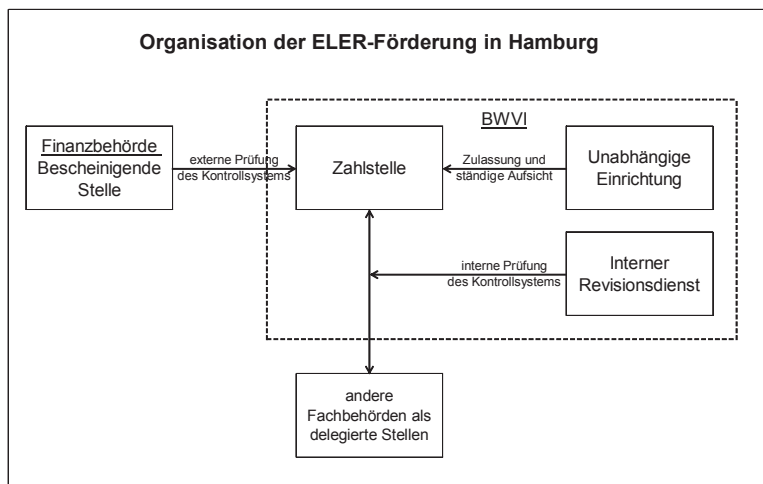 Organisation der ELER-Förderung in Hamburg
BWVI
Finanzbehörde
Bescheinigende
Stelle
externe Prüfung
des Kontrollsystems
Zahlstelle
Zulassung und
ständige Aufsicht
Unabhängige
Einrichtung
interne Prüfung
des Kontrollsystems
Interner
Revisionsdienst
andere
Fachbehörden als
delegierte Stellen